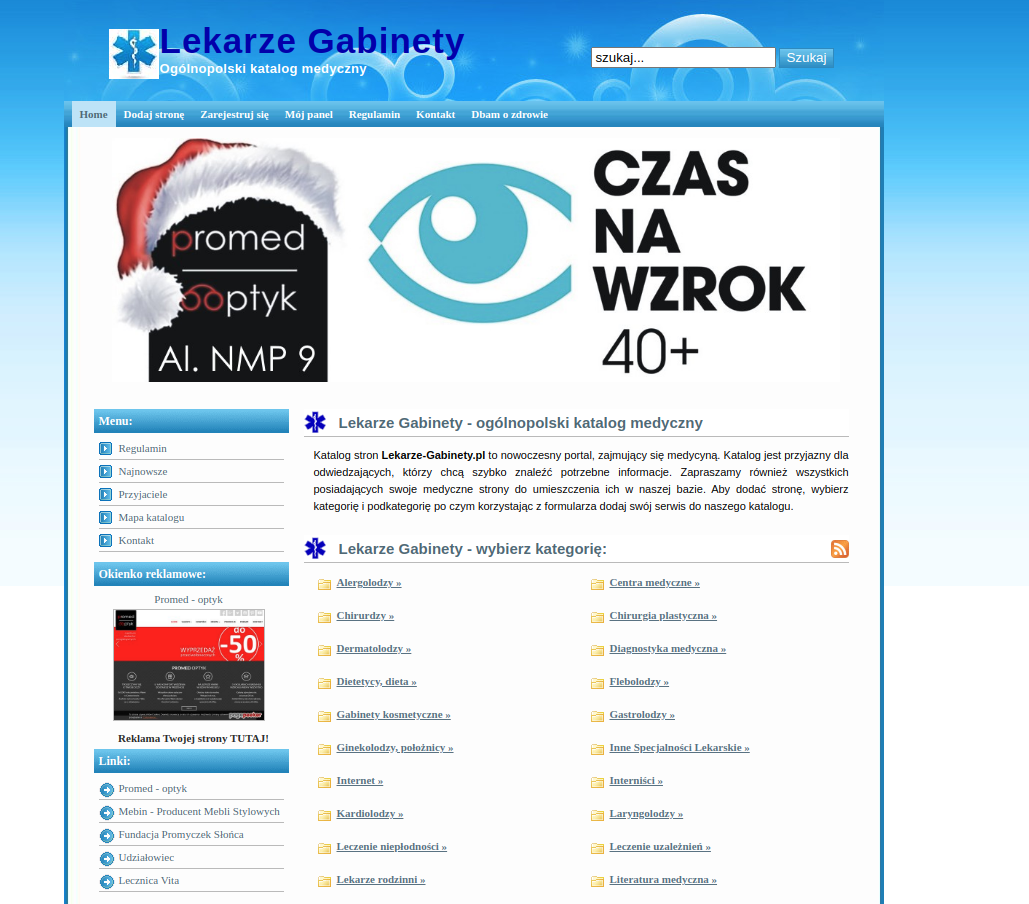 Lekarze Gabinety
Ogólnopolski katalog medyczny
szukaj...
Szukaj
Home Dodaj stronę Zarejestruj się Mój panel Regulamin Kontakt Dbam o zdrowie
promed
optyk
Al. NMP 9
CZAS
NA
WZROK
40+
Menu:
Regulamin
Najnowsze
Przyjaciele
Mapa katalogu
Kontakt
Okienko reklamowe:
Promed - optyk
WYPRZEDAŻ
do
-50
%
PROMED OPTYK
Reklama Twojej strony TUTAJ!
Linki:
Promed - optyk
Mebin - Producent Mebli Stylowych
Fundacja Promyczek Słońca
Udziałowiec
Lecznica Vita
Lekarze Gabinety - ogólnopolski katalog medyczny
Katalog stron Lekarze-Gabinety.pl to nowoczesny portal, zajmujący się medycyną. Katalog jest przyjazny dla
odwiedzających, którzy chcą szybko znaleźć potrzebne informacje. Zapraszamy również wszystkich
posiadających swoje medyczne strony do umieszczenia ich w naszej bazie. Aby dodać stronę, wybierz
kategorię i podkategorię po czym korzystając z formularza dodaj swój serwis do naszego katalogu.
Lekarze Gabinety - wybierz kategorię:
Alergolodzy »
Centra medyczne »
Chirurdzy »
Chirurgia plastyczna »
Dermatolodzy »
Diagnostyka medyczna »
Dietetycy, dieta »
Flebolodzy »
Gabinety kosmetyczne »
Gastrolodzy »
Ginekolodzy, położnicy »
Inne Specjalności Lekarskie »
Internet »
Interniści »
Kardiolodzy »
Laryngolodzy »
Leczenie niepłodności »
Leczenie uzależnień »
Lekarze rodzinni »
Literatura medyczna »